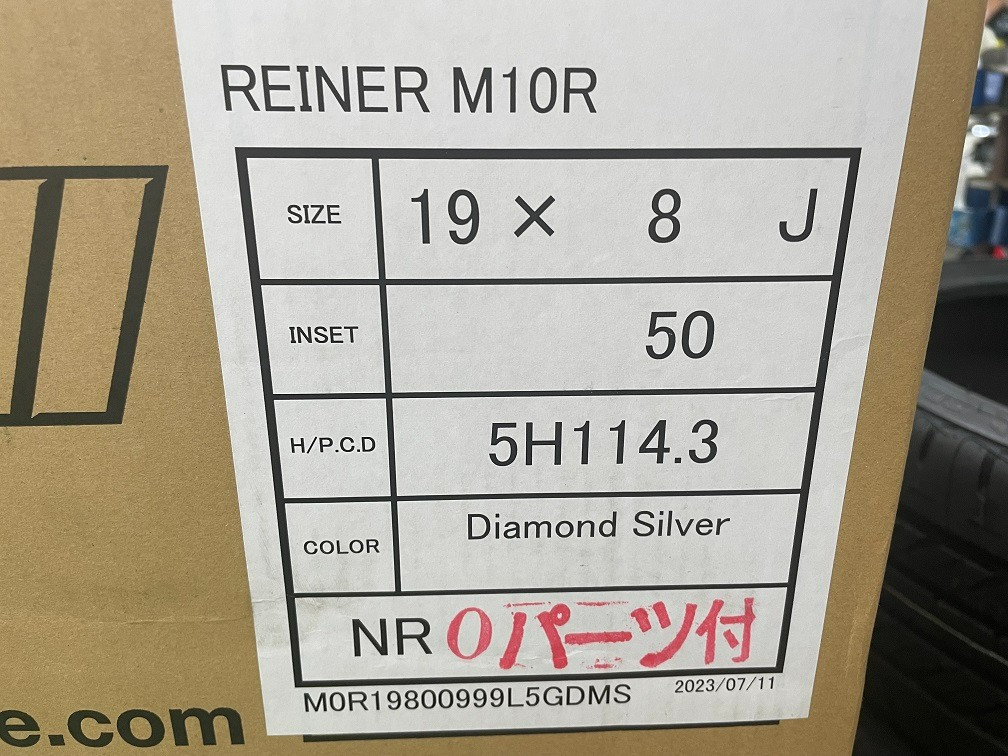 REINER M10R
SIZE 19 × 8 J
INSET 50
H/P.C.D 5H114.3
COLOR Diamond Silver
NR 0パーツ付
M0R19800999L5GDMS 2023/07/11
e.com